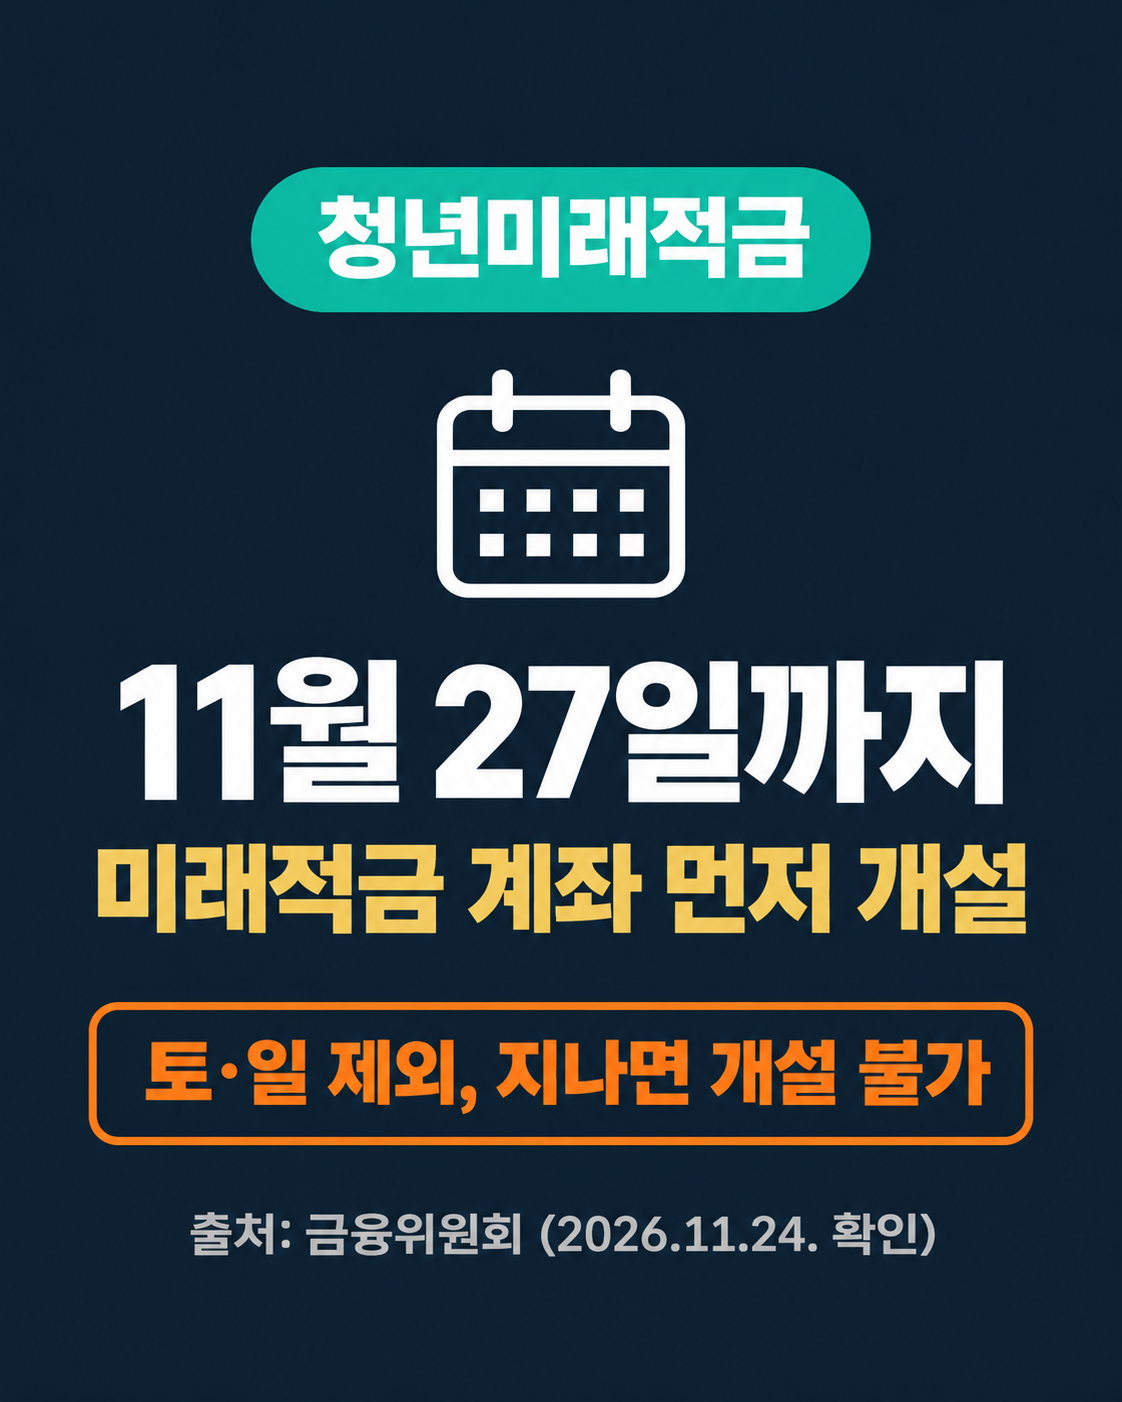 청년미래적금
11월 27일까지
미래적금 계좌 먼저 개설
토·일 제외, 지나면 개설 불가
출처: 금융위원회 (2026.11.24. 확인)